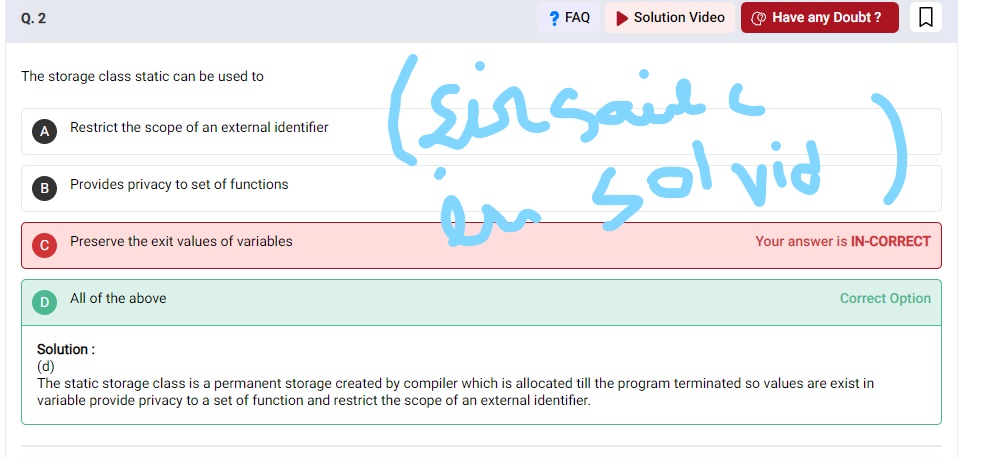 Q. 2
? FAQ
Solution Video
Have any Doubt ?
The storage class static can be used to
A Restrict the scope of an external identifier
B Provides privacy to set of functions
C Preserve the exit values of variables
Your answer is IN-CORRECT
D All of the above
Correct Option
(Sir said C
in sol vid)
Solution :
(d)
The static storage class is a permanent storage created by compiler which is allocated till the program terminated so values are exist in
variable provide privacy to a set of function and restrict the scope of an external identifier.